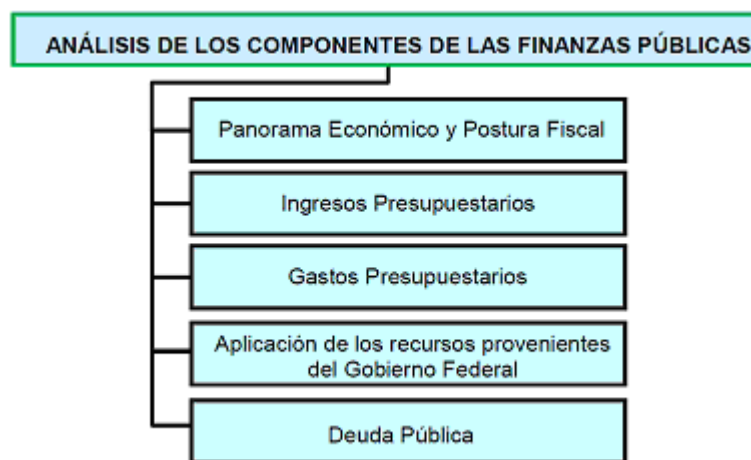 ANÁLISIS DE LOS COMPONENTES DE LAS FINANZAS PÚBLICAS
Panorama Económico y Postura Fiscal
Ingresos Presupuestarios
Gastos Presupuestarios
Aplicación de los recursos provenientes
del Gobierno Federal
Deuda Pública